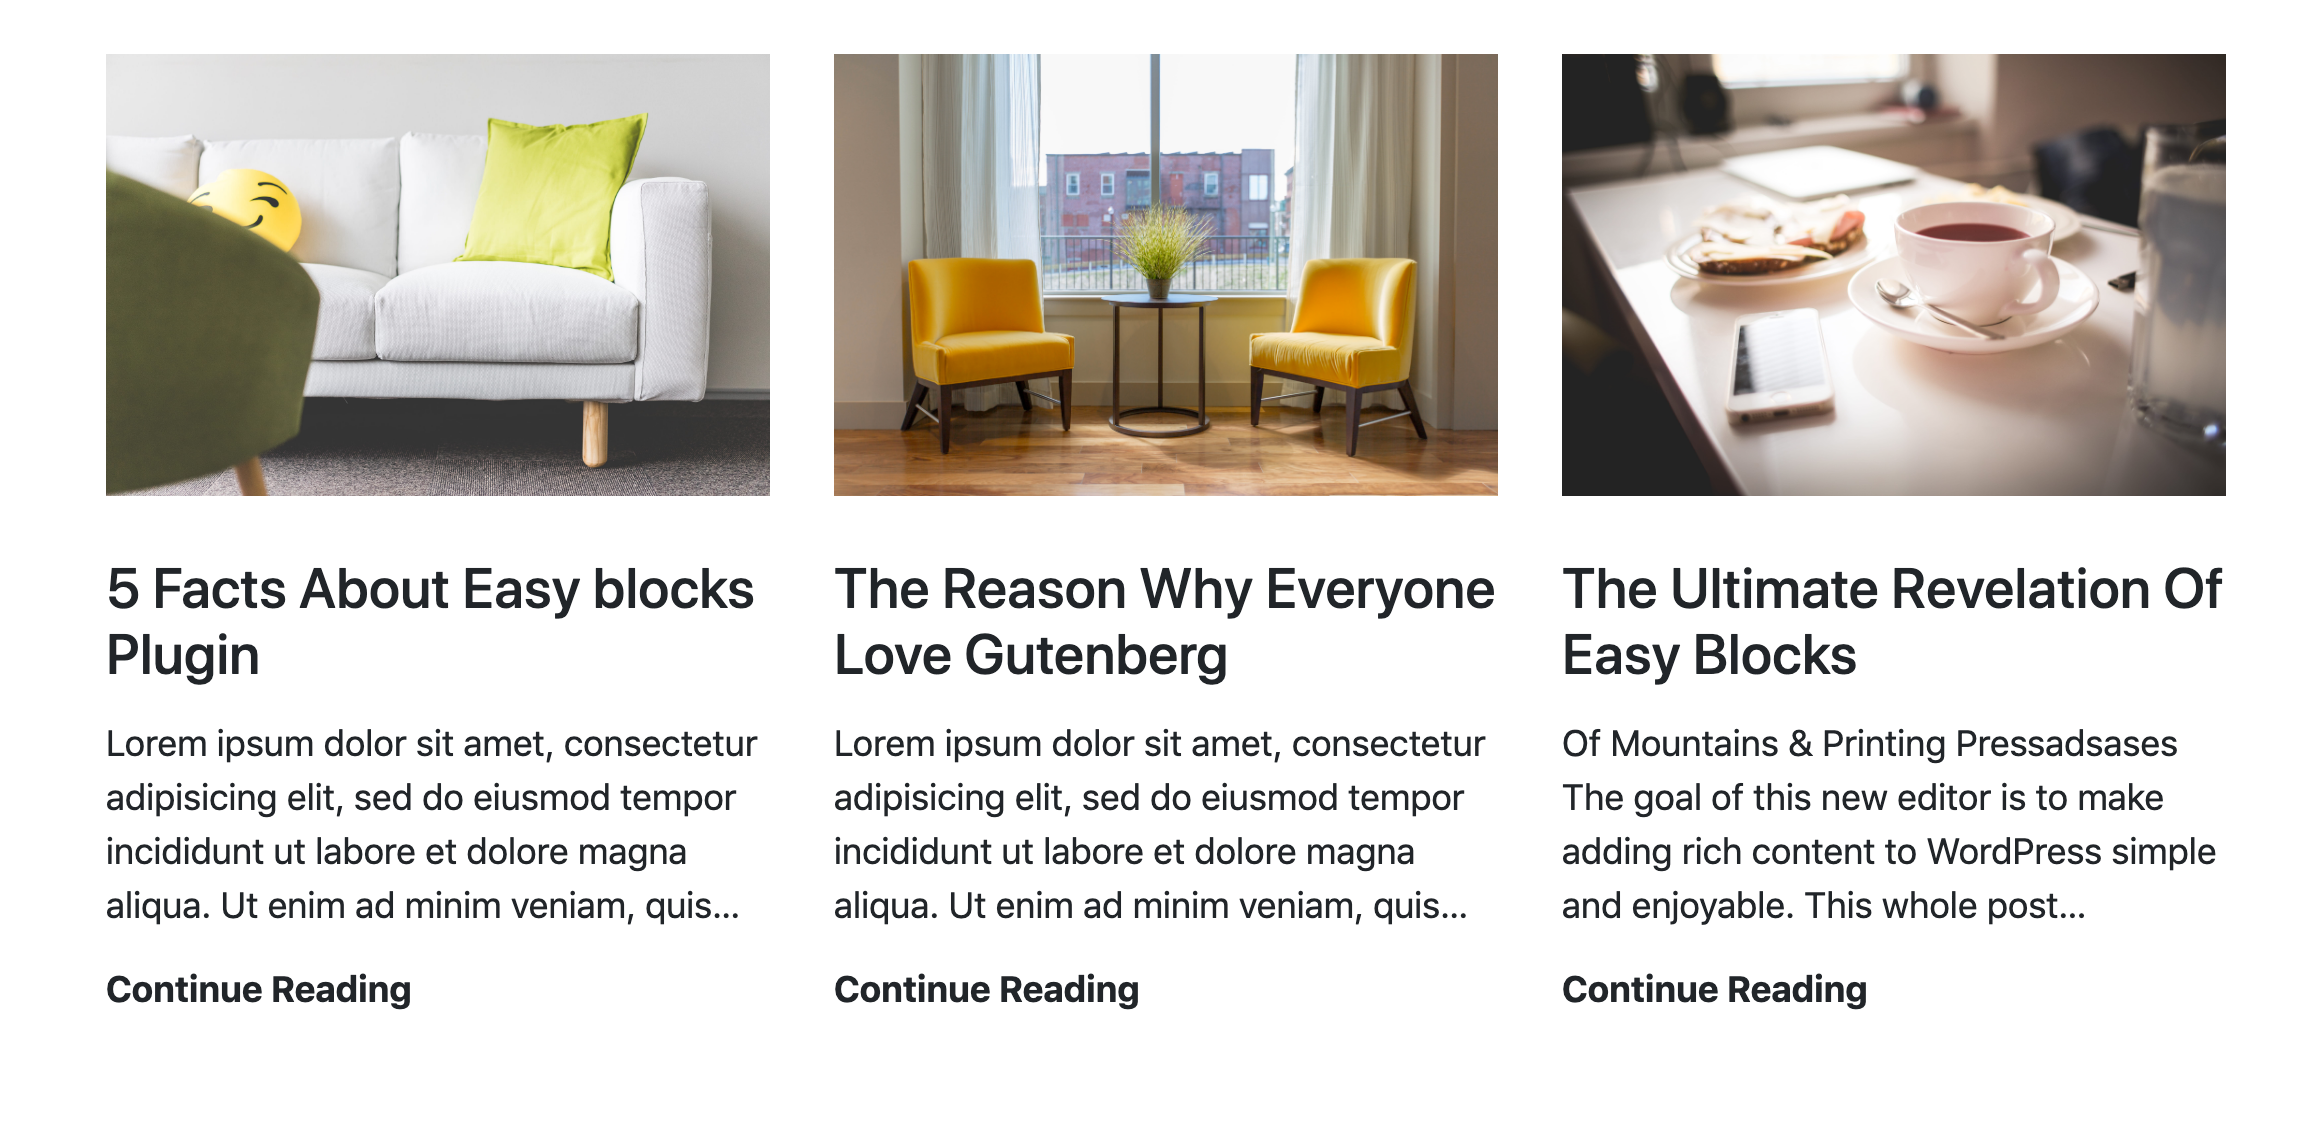 5 Facts About Easy blocks
Plugin
Lorem ipsum dolor sit amet, consectetur
adipisicing elit, sed do eiusmod tempor
incididunt ut labore et dolore magna
aliqua. Ut enim ad minim veniam, quis...
Continue Reading
The Reason Why Everyone
Love Gutenberg
Lorem ipsum dolor sit amet, consectetur
adipisicing elit, sed do eiusmod tempor
incididunt ut labore et dolore magna
aliqua. Ut enim ad minim veniam, quis...
Continue Reading
The Ultimate Revelation Of
Easy Blocks
Of Mountains & Printing Pressadsases
The goal of this new editor is to make
adding rich content to WordPress simple
and enjoyable. This whole post...
Continue Reading